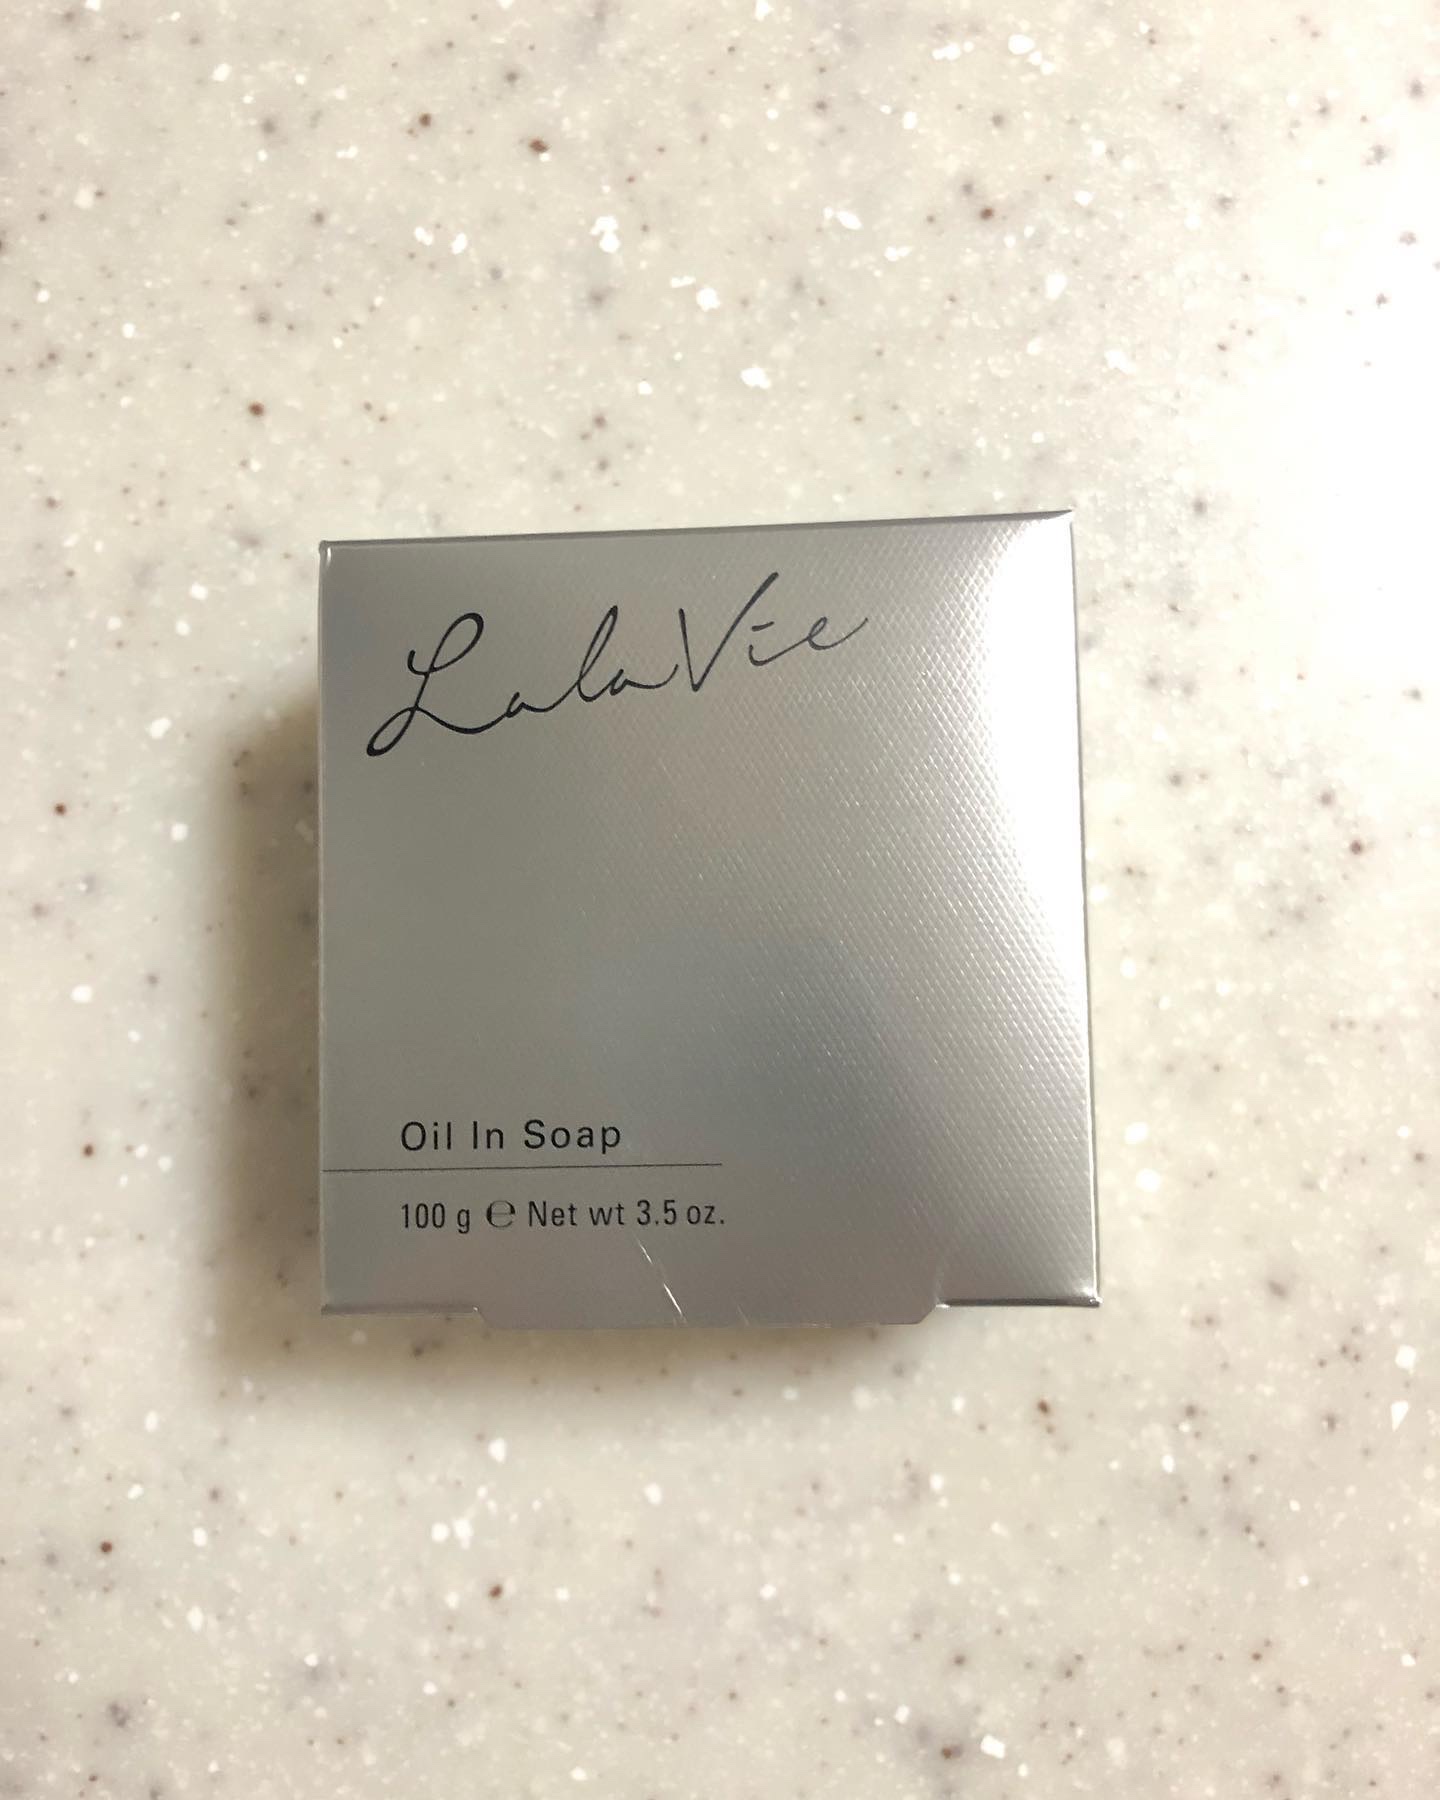 LalaVie
Oil In Soap
100 g ℮ Net wt 3.5 oz.